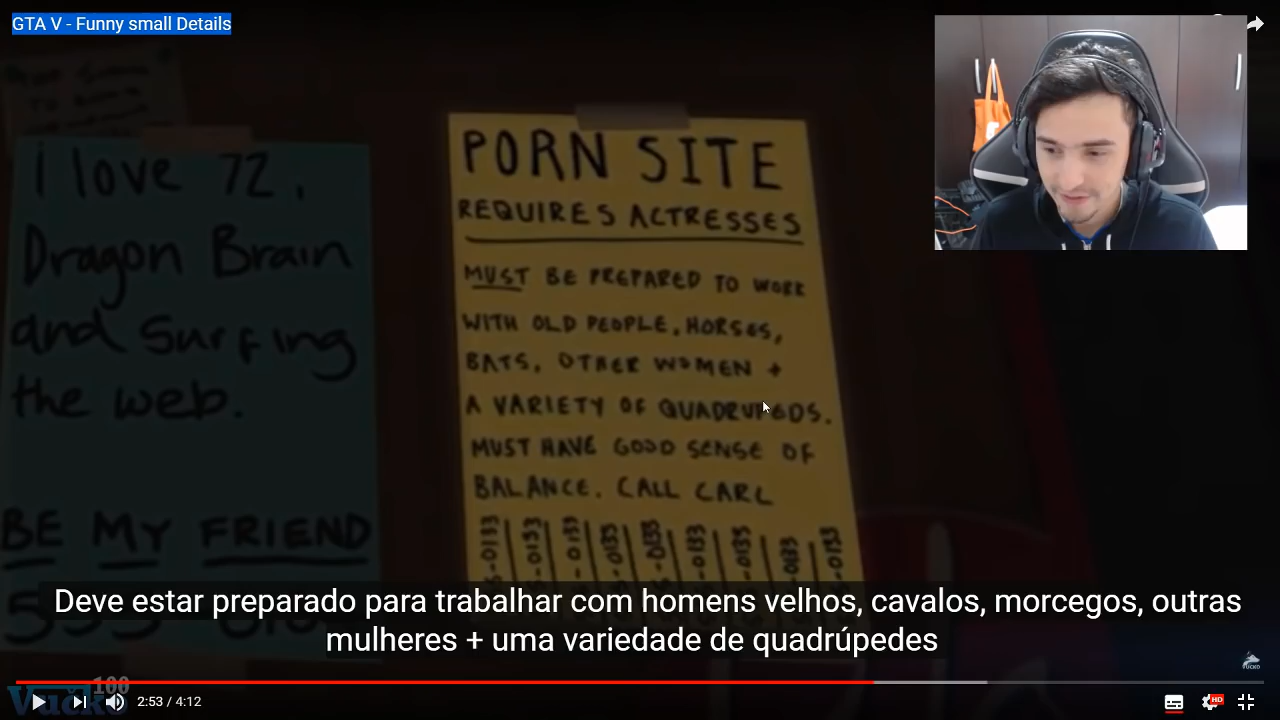 GTA V - Funny small Details
i love 72,
Dragon Brain
and Surfing
the web.
BE MY FRIEND
PORN SITE
REQUIRES ACTRESSES
MUST BE PREPARED TO WORK
WITH OLD PEOPLE, HORSES,
BATS, OTHER WOMEN +
A VARIETY OF QUADRUPEDS.
MUST HAVE GOOD SENSE OF
BALANCE. CALL CARL
Deve estar preparado para trabalhar com homens velhos, cavalos, morcegos, outras
mulheres + uma variedade de quadrúpedes
Vucko
100
2:53 / 4:12
HD